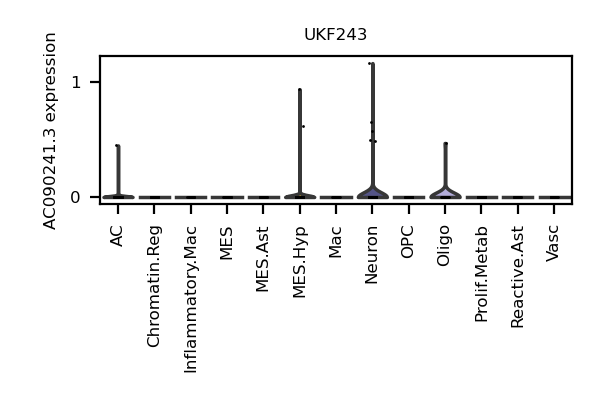 UKF243
AC090241.3 expression
1
0
AC
Chromatin.Reg
Inflammatory.Mac
MES
MES.Ast
MES.Hyp
Mac
Neuron
OPC
Oligo
Prolif.Metab
Reactive.Ast
Vasc